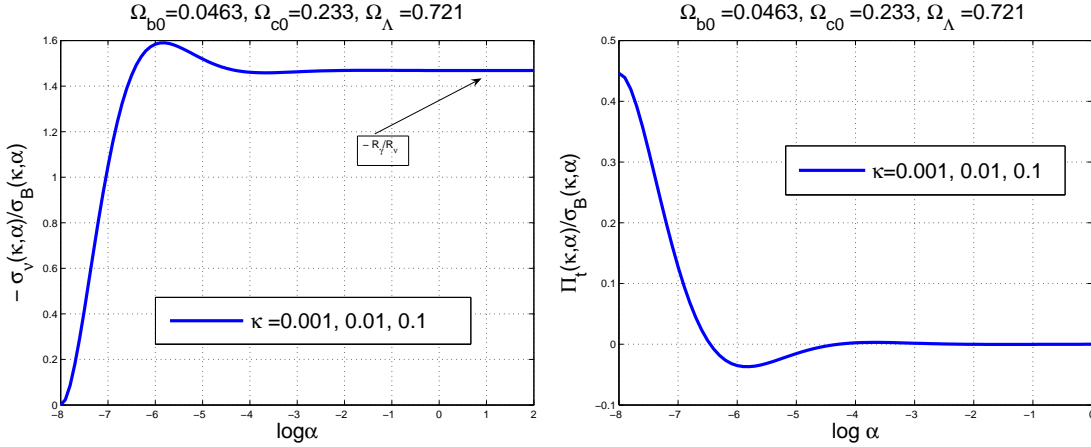 Ω_b0=0.0463, Ω_c0=0.233, Ω_Λ=0.721
− σ_ν(κ,α)/σ_B(κ,α)
1.6
1.4
1.2
1
0.8
0.6
0.4
0.2
0
− R_γ/R_ν
κ =0.001, 0.01, 0.1
−8 −7 −6 −5 −4 −3 −2 −1 0 1 2
logα
Ω_b0=0.0463, Ω_c0=0.233, Ω_Λ=0.721
Π_t(κ,α)/σ_B(κ,α)
0.5
0.4
0.3
0.2
0.1
0
−0.1
κ=0.001, 0.01, 0.1
−8 −7 −6 −5 −4 −3 −2 −1 0
log α